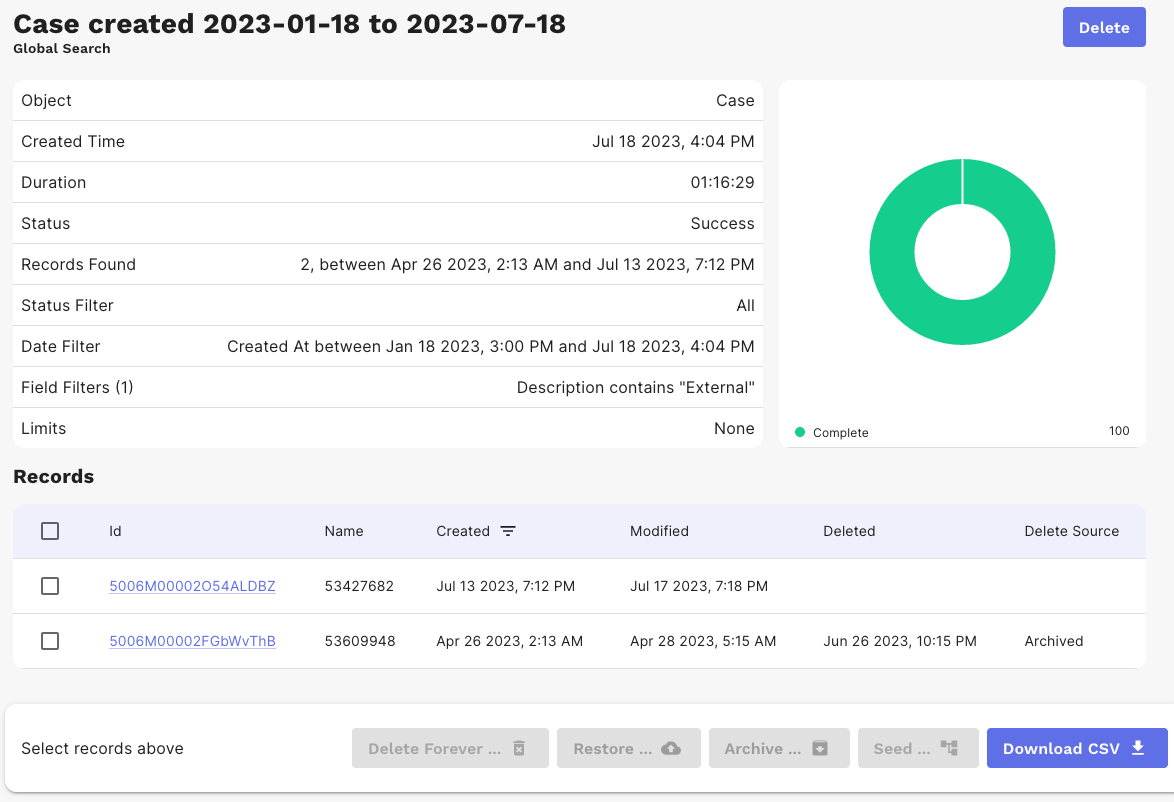 Case created 2023-01-18 to 2023-07-18
Global Search
Delete
Object Case
Created Time Jul 18 2023, 4:04 PM
Duration 01:16:29
Status Success
Records Found 2, between Apr 26 2023, 2:13 AM and Jul 13 2023, 7:12 PM
Status Filter All
Date Filter Created At between Jan 18 2023, 3:00 PM and Jul 18 2023, 4:04 PM
Field Filters (1) Description contains "External"
Limits None
Complete 100
Records
Id Name Created Modified Deleted Delete Source
5006M00002O54ALDBZ 53427682 Jul 13 2023, 7:12 PM Jul 17 2023, 7:18 PM
5006M00002FGbWvThB 53609948 Apr 26 2023, 2:13 AM Apr 28 2023, 5:15 AM Jun 26 2023, 10:15 PM Archived
Select records above Delete Forever ... Restore ... Archive ... Seed ... Download CSV